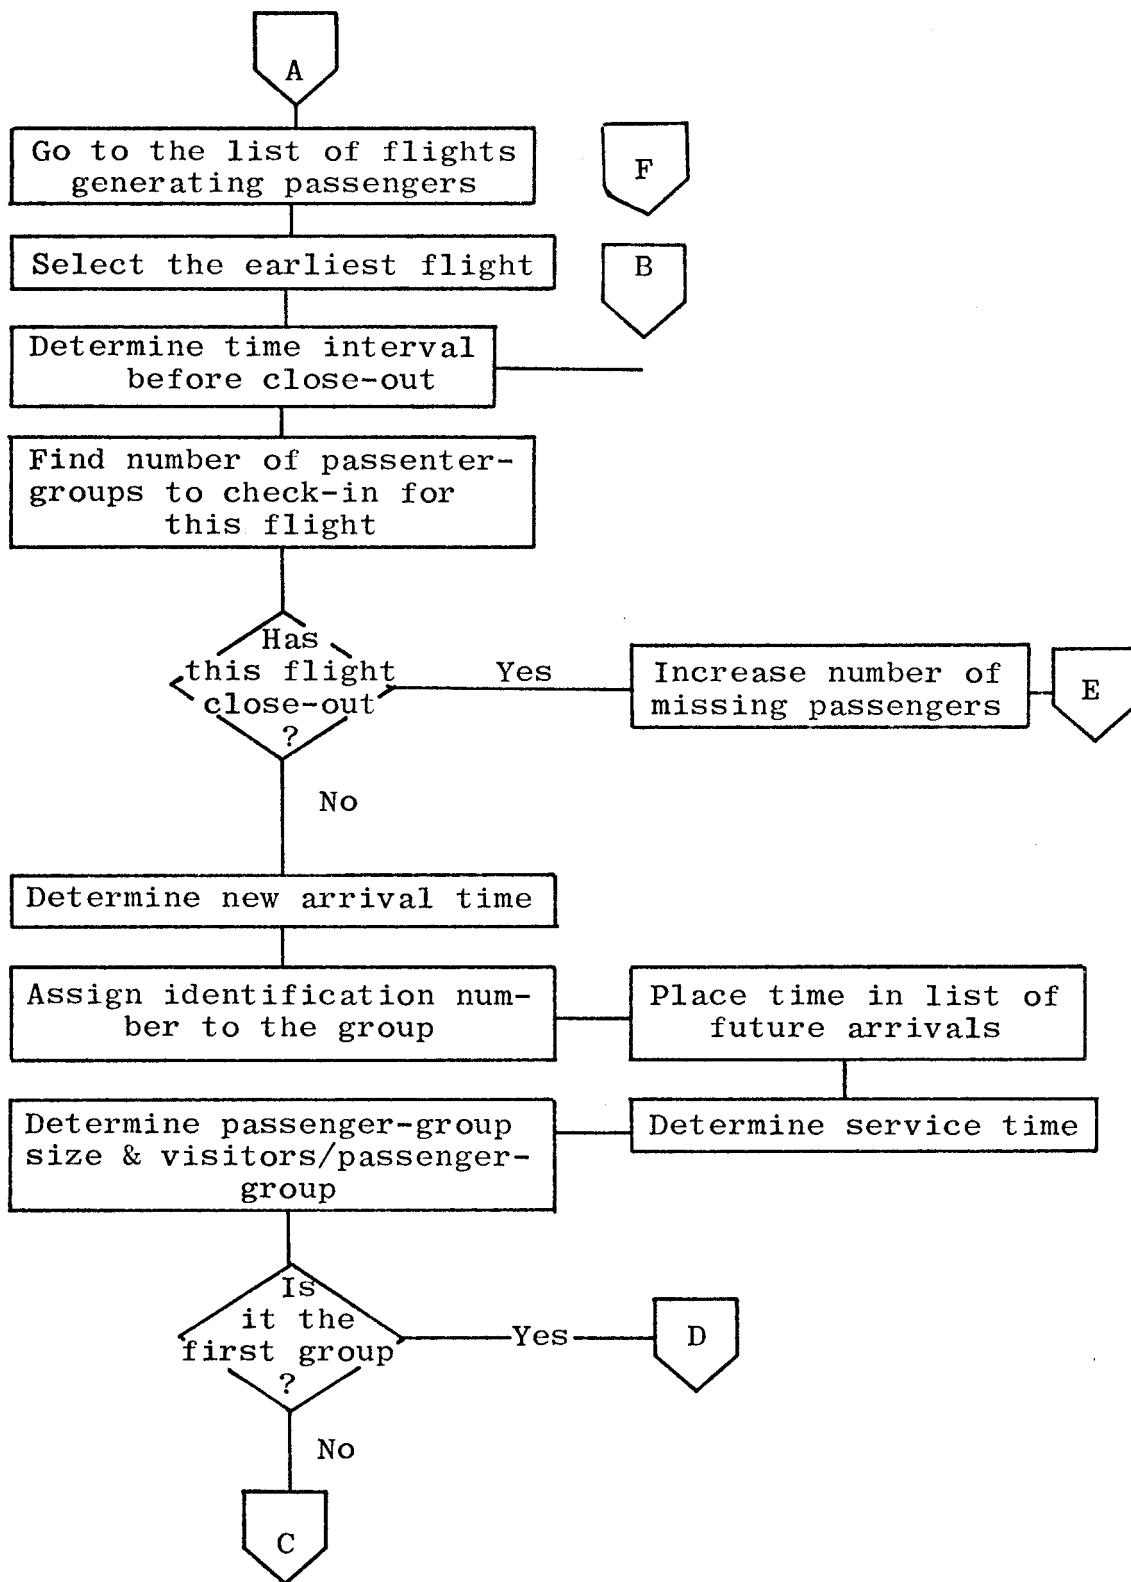 A
Go to the list of flights
generating passengers
F
Select the earliest flight
B
Determine time interval
before close-out
Find number of passenter-
groups to check-in for
this flight
Has
this flight
close-out
?
Yes
Increase number of
missing passengers
E
No
Determine new arrival time
Assign identification num-
ber to the group
Place time in list of
future arrivals
Determine service time
Determine passenger-group
size & visitors/passenger-
group
Is
it the
first group
?
Yes
D
No
C